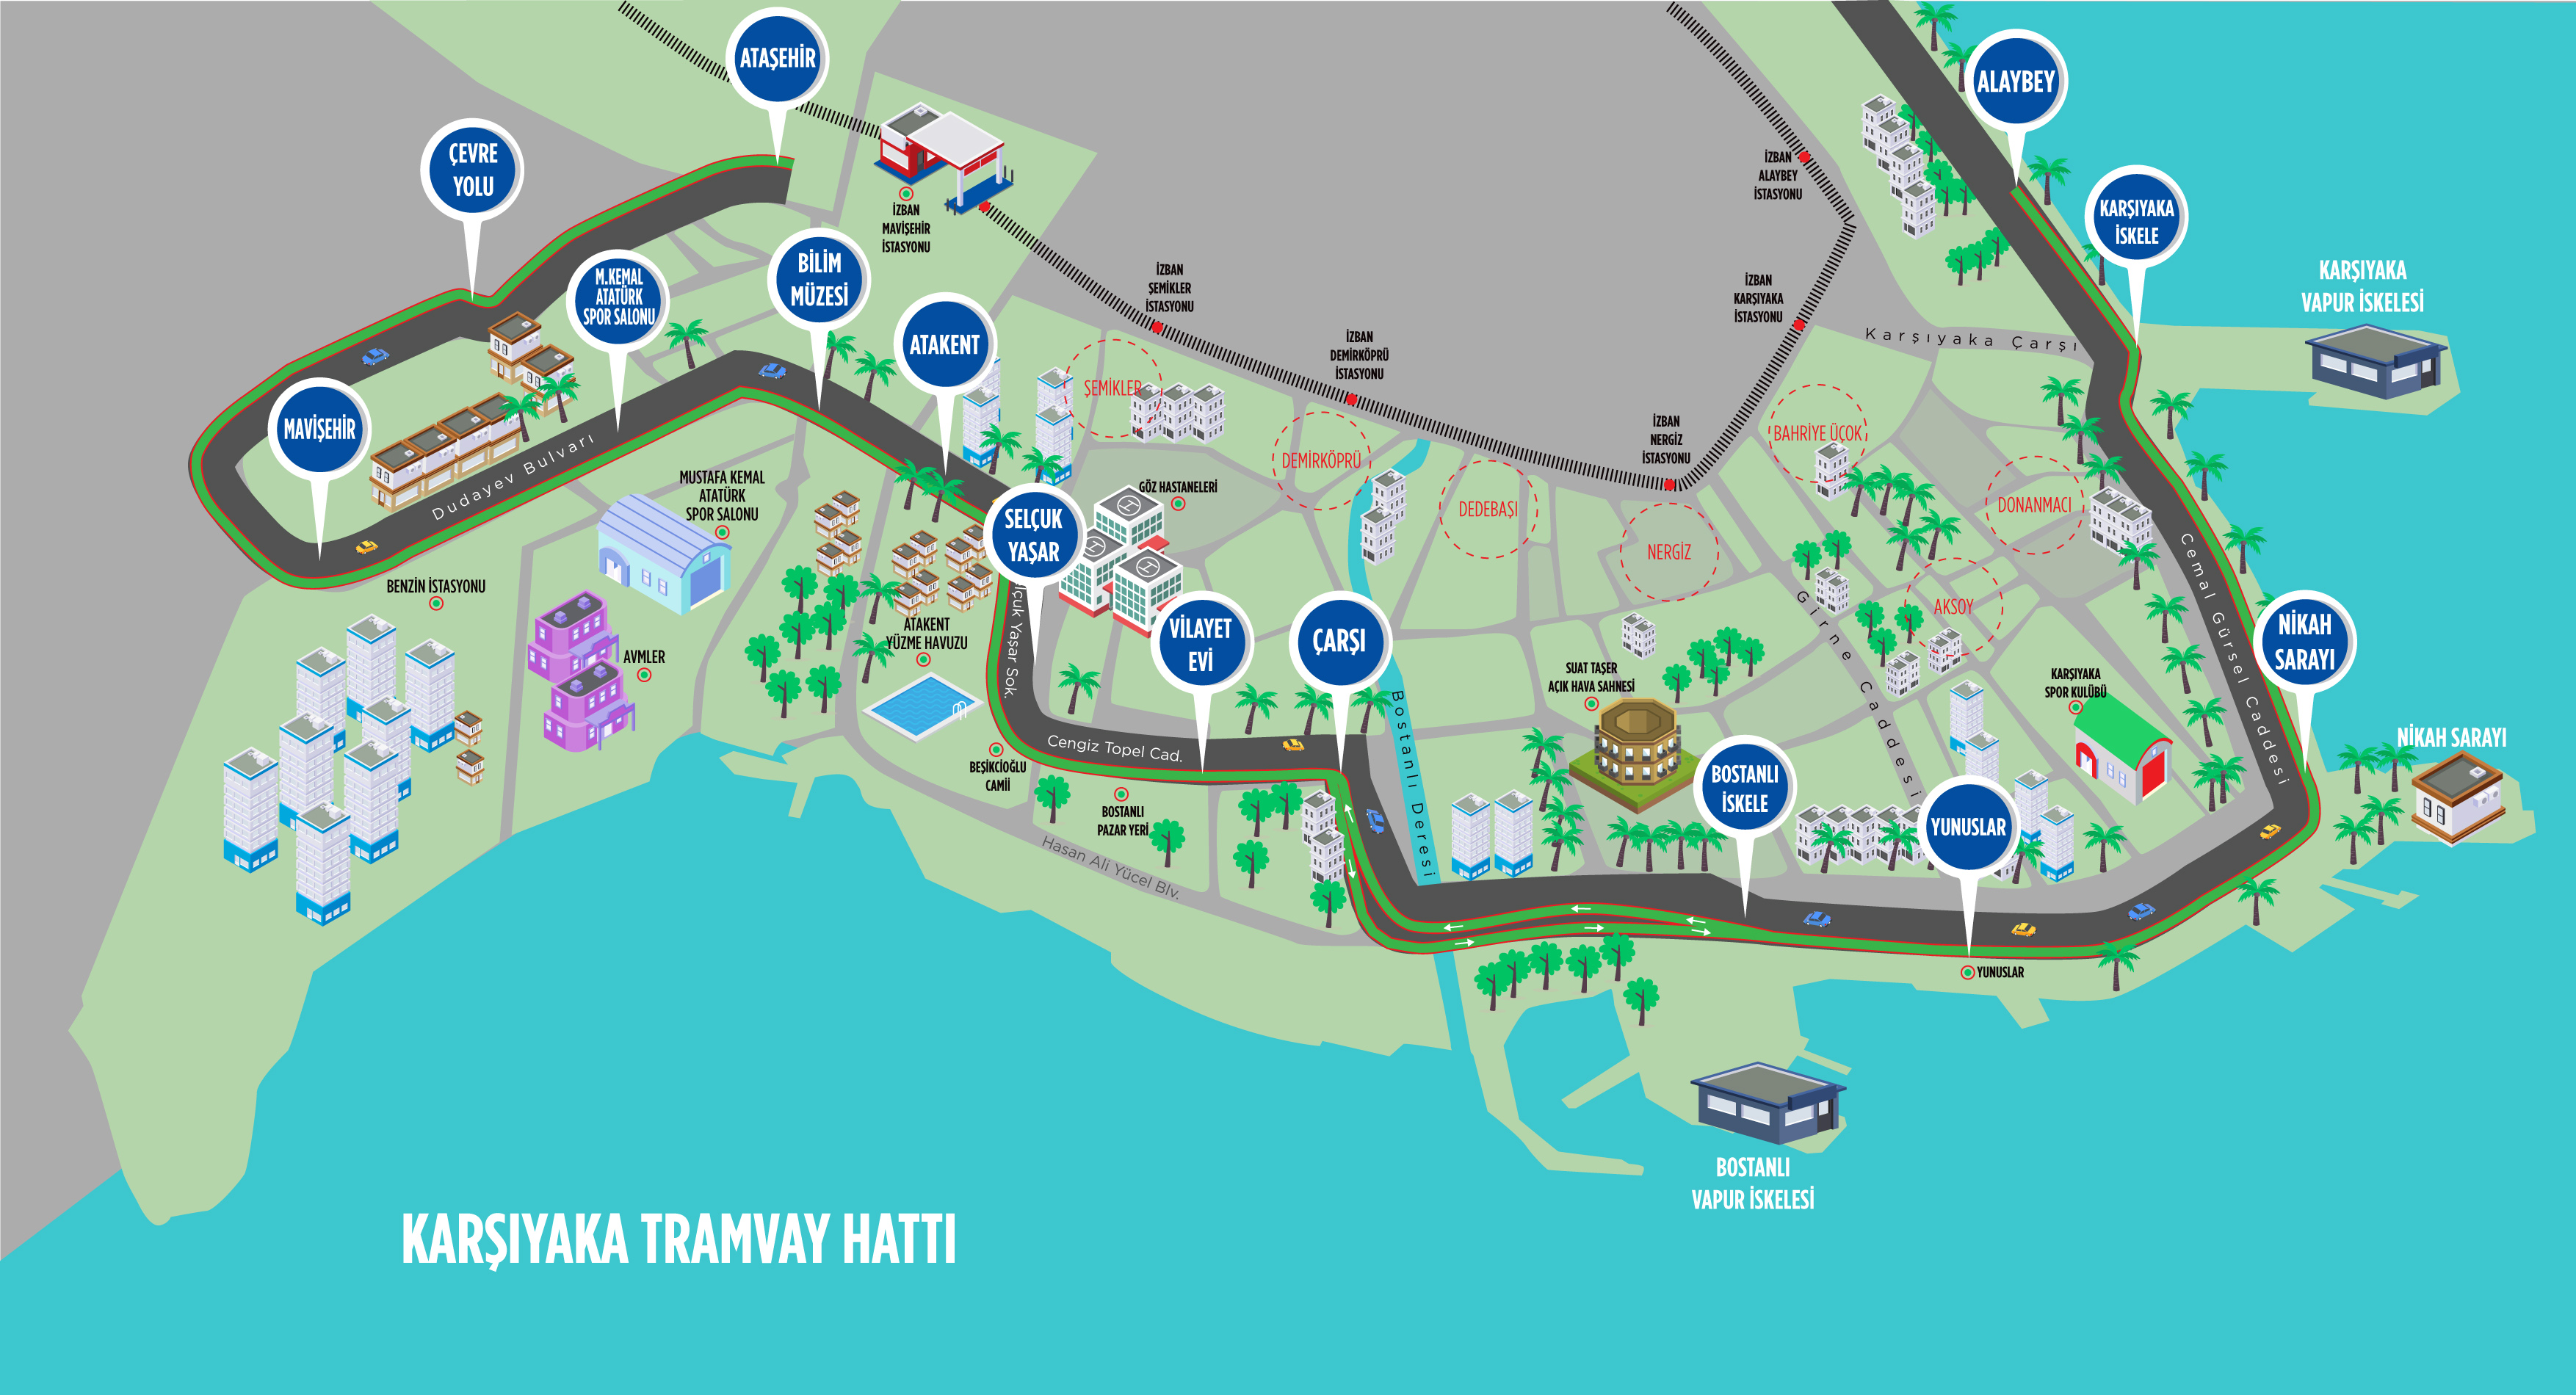 ATAŞEHİR
ALAYBEY
ÇEVRE
YOLU
İZBAN
MAVİŞEHİR
İSTASYONU
İZBAN
ALAYBEY
İSTASYONU
KARŞIYAKA
İSKELE
M.KEMAL
ATATÜRK
SPOR SALONU
BİLİM
MÜZESİ
ATAKENT
İZBAN
ŞEMİKLER
İSTASYONU
İZBAN
KARŞIYAKA
İSTASYONU
KARŞIYAKA
VAPUR İSKELESİ
Karşıyaka Çarşı
İZBAN
DEMİRKÖPRÜ
İSTASYONU
ŞEMİKLER
MAVİŞEHİR
Dudayev Bulvarı
İZBAN
NERGİZ
İSTASYONU
BAHRİYE ÜÇOK
DEMİRKÖPRÜ
MUSTAFA KEMAL
ATATÜRK
SPOR SALONU
GÖZ HASTANELERİ
DEDEBAŞI
DONANMACI
SELÇUK
YAŞAR
NERGİZ
BENZİN İSTASYONU
AKSOY
Cemal Gürsel Caddesi
Girne Caddesi
ATAKENT
YÜZME HAVUZU
çuk Yaşar Sok.
VİLAYET
EVİ
ÇARŞI
NİKAH
SARAYI
AVMLER
SUAT TAŞER
AÇIK HAVA SAHNESİ
KARŞIYAKA
SPOR KULÜBÜ
Bostanlı Deresi
Cengiz Topel Cad.
NİKAH SARAYI
BEŞİKCİOĞLU
CAMİİ
BOSTANLI
İSKELE
BOSTANLI
PAZAR YERİ
YUNUSLAR
Hasan Ali Yücel Blv.
YUNUSLAR
BOSTANLI
VAPUR İSKELESİ
KARŞIYAKA TRAMVAY HATTI